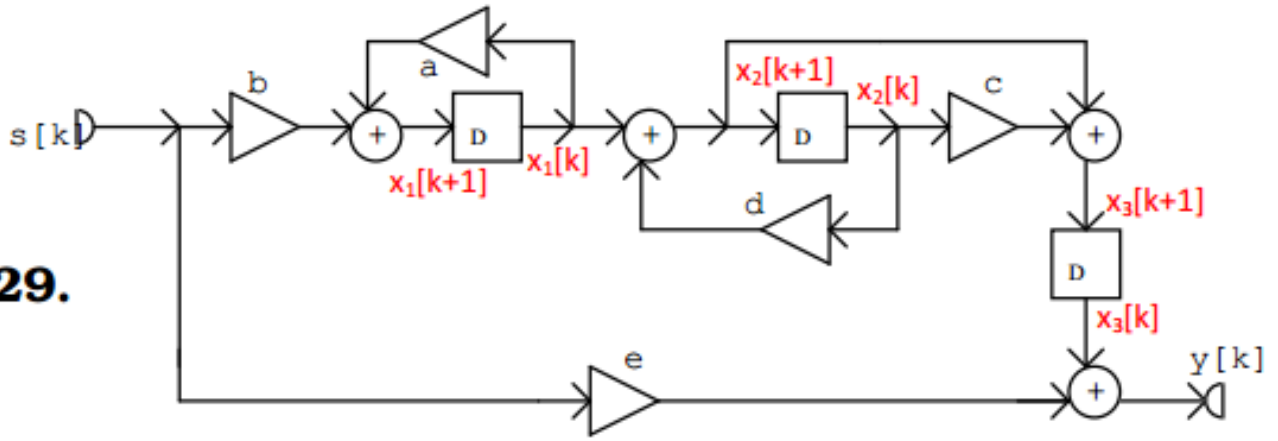 a
b
x₂[k+1]
x₂[k]
c
s[k]
+
D
+
D
+
x₁[k+1]
x₁[k]
d
x₃[k+1]
29.
D
x₃[k]
e
y[k]
+